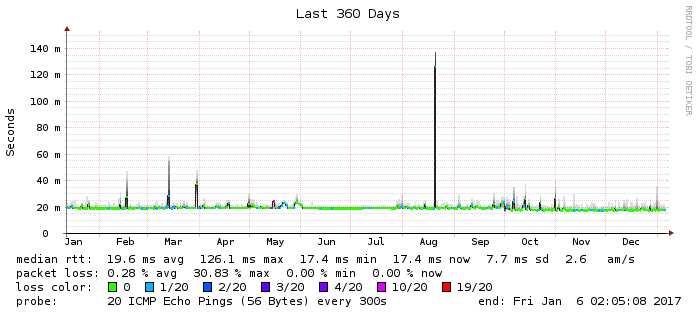 Last 360 Days
RRDTOOL / TOBI OETIKER
Seconds
140 m
120 m
100 m
80 m
60 m
40 m
20 m
0
Jan Feb Mar Apr May Jun Jul Aug Sep Oct Nov Dec
median rtt: 19.6 ms avg 126.1 ms max 17.4 ms min 17.4 ms now 7.7 ms sd 2.6 am/s
packet loss: 0.28 % avg 30.83 % max 0.00 % min 0.00 % now
loss color: 0 1/20 2/20 3/20 4/20 10/20 19/20
probe: 20 ICMP Echo Pings (56 Bytes) every 300s end: Fri Jan 6 02:05:08 2017